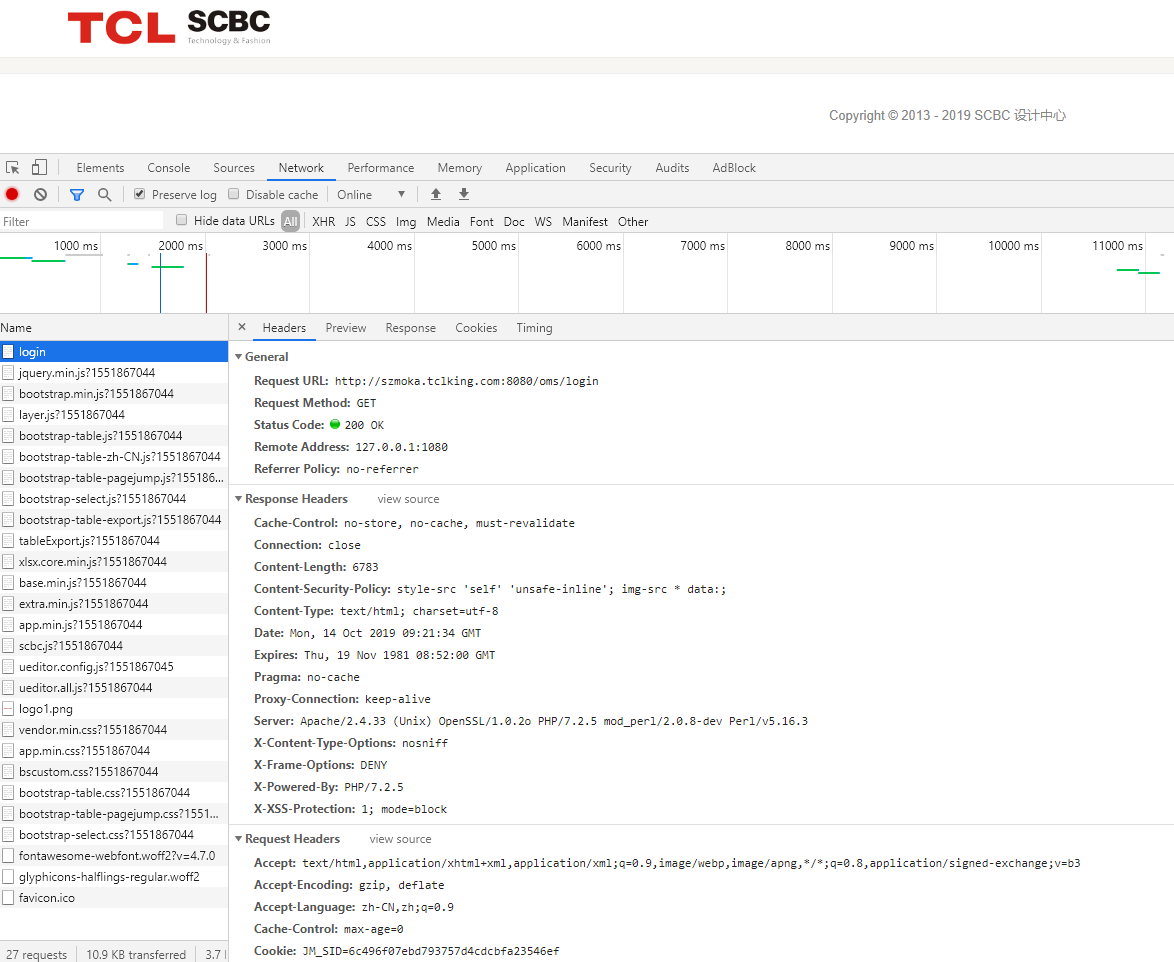 TCL SCBC
Technology & Fashion
Copyright © 2013 - 2019 SCBC 设计中心
Elements Console Sources Network Performance Memory Application Security Audits AdBlock
Preserve log Disable cache Online
Filter Hide data URLs All XHR JS CSS Img Media Font Doc WS Manifest Other
1000 ms 2000 ms 3000 ms 4000 ms 5000 ms 6000 ms 7000 ms 8000 ms 9000 ms 10000 ms 11000 ms
Name
login
jquery.min.js?1551867044
bootstrap.min.js?1551867044
layer.js?1551867044
bootstrap-table.js?1551867044
bootstrap-table-zh-CN.js?1551867044
bootstrap-table-pagejump.js?155186...
bootstrap-select.js?1551867044
bootstrap-table-export.js?1551867044
tableExport.js?1551867044
xlsx.core.min.js?1551867044
base.min.js?1551867044
extra.min.js?1551867044
app.min.js?1551867044
scbc.js?1551867044
ueditor.config.js?1551867045
ueditor.all.js?1551867044
logo1.png
vendor.min.css?1551867044
app.min.css?1551867044
bscustom.css?1551867044
bootstrap-table.css?1551867044
bootstrap-table-pagejump.css?1551...
bootstrap-select.css?1551867044
fontawesome-webfont.woff2?v=4.7.0
glyphicons-halflings-regular.woff2
favicon.ico
27 requests 10.9 KB transferred 3.7
× Headers Preview Response Cookies Timing
General
Request URL: http://szmoka.tclking.com:8080/oms/login
Request Method: GET
Status Code: 200 OK
Remote Address: 127.0.0.1:1080
Referrer Policy: no-referrer
Response Headers view source
Cache-Control: no-store, no-cache, must-revalidate
Connection: close
Content-Length: 6783
Content-Security-Policy: style-src 'self' 'unsafe-inline'; img-src * data:;
Content-Type: text/html; charset=utf-8
Date: Mon, 14 Oct 2019 09:21:34 GMT
Expires: Thu, 19 Nov 1981 08:52:00 GMT
Pragma: no-cache
Proxy-Connection: keep-alive
Server: Apache/2.4.33 (Unix) OpenSSL/1.0.2o PHP/7.2.5 mod_perl/2.0.8-dev Perl/v5.16.3
X-Content-Type-Options: nosniff
X-Frame-Options: DENY
X-Powered-By: PHP/7.2.5
X-XSS-Protection: 1; mode=block
Request Headers view source
Accept: text/html,application/xhtml+xml,application/xml;q=0.9,image/webp,image/apng,*/*;q=0.8,application/signed-exchange;v=b3
Accept-Encoding: gzip, deflate
Accept-Language: zh-CN,zh;q=0.9
Cache-Control: max-age=0
Cookie: JM_SID=6c496f07ebd793757d4cdcbfa23546ef